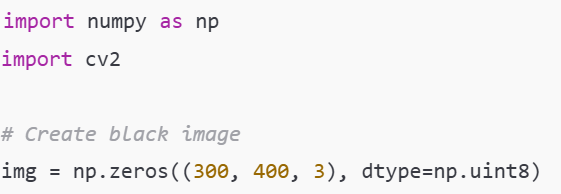 import numpy as np
import cv2
# Create black image
img = np.zeros((300, 400, 3), dtype=np.uint8)